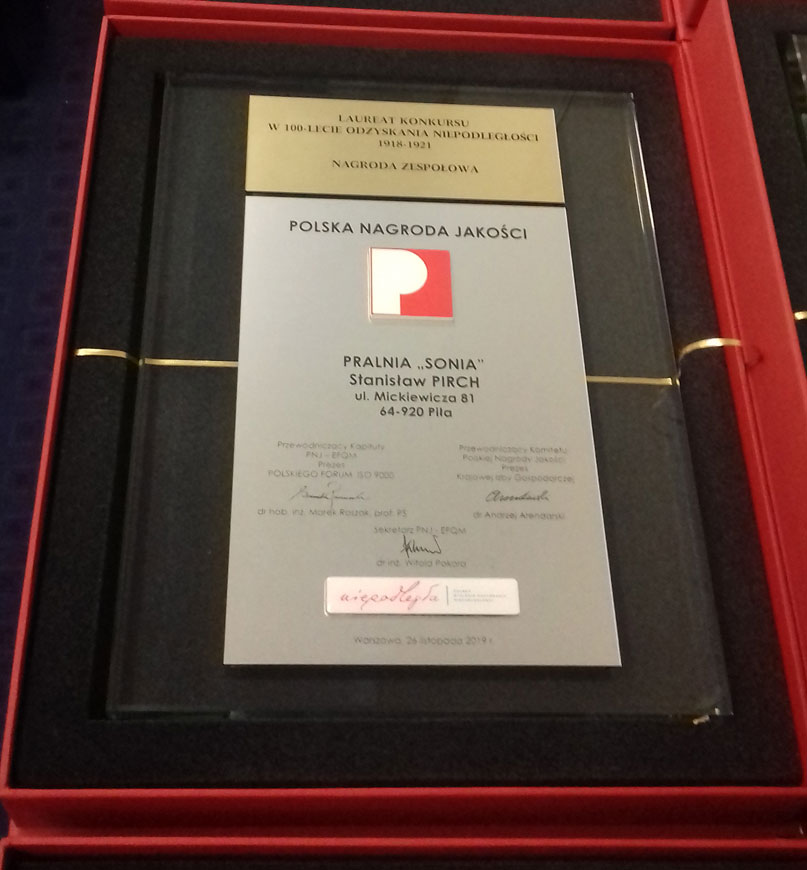 LAUREAT KONKURSU
W 100-LECIE ODZYSKANIA NIEPODLEGŁOŚCI
1918-1921
NAGRODA ZESPOŁOWA
POLSKA NAGRODA JAKOŚCI
PRALNIA „SONIA”
Stanisław PIRCH
ul. Mickiewicza 81
64-920 Piła
Przewodniczący Kapituły
PNJ - EFQM
Prezes
POLSKIEGO FORUM ISO 9000
dr hab. inż. Marek Roszak, prof. PŚ
Przewodniczący Komitetu
Polskiej Nagrody Jakości
Prezes
Krajowej Izby Gospodarczej
dr Andrzej Arendarski
Sekretarz PNJ - EFQM
dr inż. Witold Pokora
niepodległa
Warszawa, 26 listopada 2019 r.